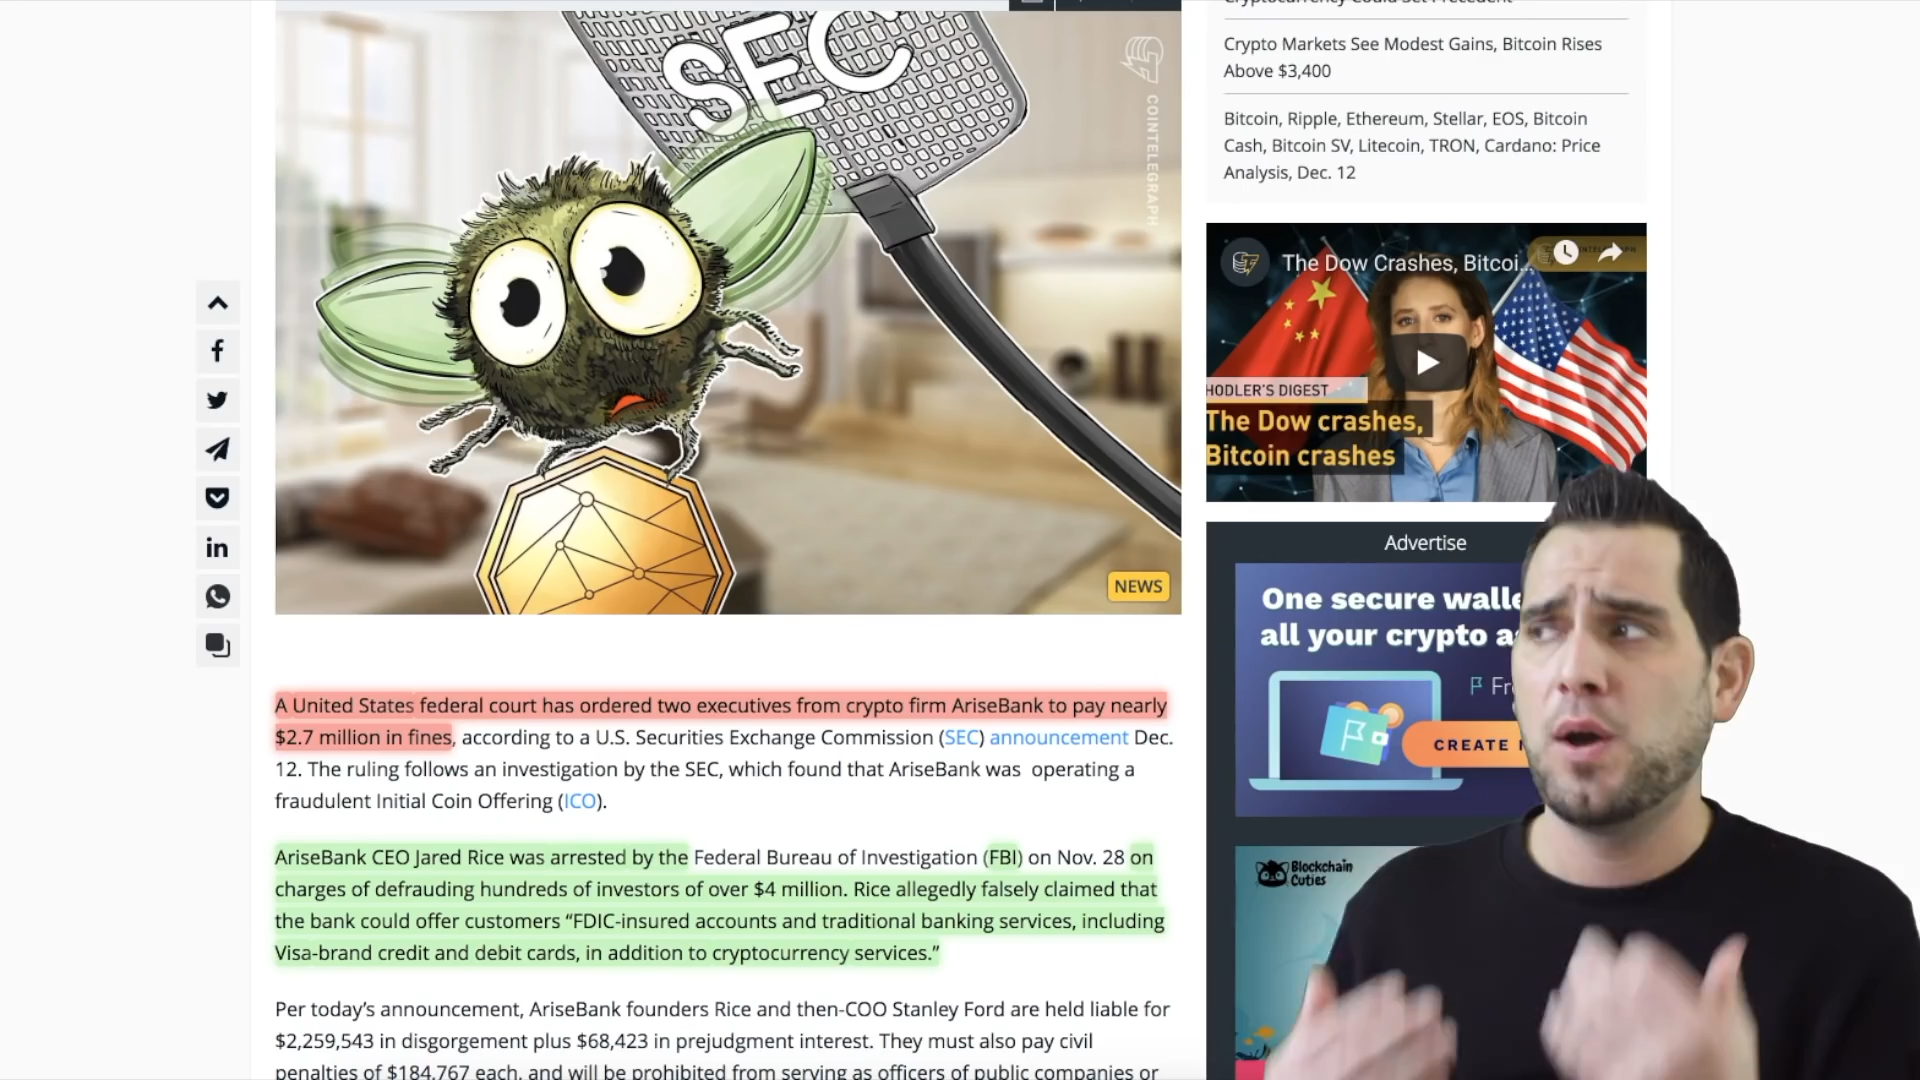 SEC
COINTELEGRAPH
NEWS
A United States federal court has ordered two executives from crypto firm AriseBank to pay nearly
$2.7 million in fines, according to a U.S. Securities Exchange Commission (SEC) announcement Dec.
12. The ruling follows an investigation by the SEC, which found that AriseBank was operating a
fraudulent Initial Coin Offering (ICO).
AriseBank CEO Jared Rice was arrested by the Federal Bureau of Investigation (FBI) on Nov. 28 on
charges of defrauding hundreds of investors of over $4 million. Rice allegedly falsely claimed that
the bank could offer customers “FDIC-insured accounts and traditional banking services, including
Visa-brand credit and debit cards, in addition to cryptocurrency services.”
Per today’s announcement, AriseBank founders Rice and then-COO Stanley Ford are held liable for
$2,259,543 in disgorgement plus $68,423 in prejudgment interest. They must also pay civil
penalties of $184,767 each, and will be prohibited from serving as officers of public companies or
Cryptocurrency Could Set Precedent
Crypto Markets See Modest Gains, Bitcoin Rises
Above $3,400
Bitcoin, Ripple, Ethereum, Stellar, EOS, Bitcoin
Cash, Bitcoin SV, Litecoin, TRON, Cardano: Price
Analysis, Dec. 12
The Dow Crashes, Bitcoi...
HODLER'S DIGEST
The Dow crashes,
Bitcoin crashes
Advertise
One secure
all your crypto
CREATE
Blockchain
Cuties